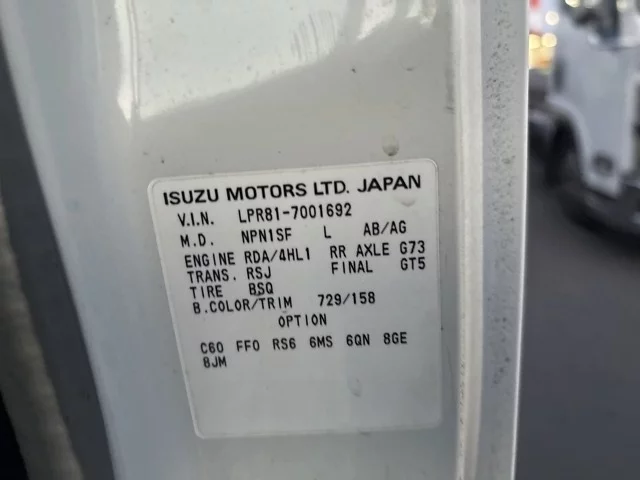 ISUZU MOTORS LTD. JAPAN
V.I.N. LPR81-7001692
M.D. NPN1SF L AB/AG
ENGINE RDA/4HL1 RR AXLE G73
TRANS. RSJ FINAL GT5
TIRE BSQ
B.COLOR/TRIM 729/158
OPTION
C60 FF0 RS6 6MS 6QN 8GE
8JM